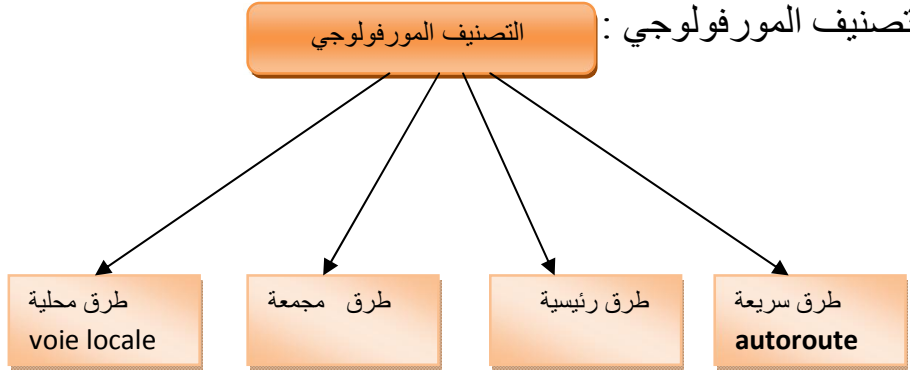 تصنيف المورفولوجي :
التصنيف المورفولوجي
طرق سريعة
autoroute
طرق رئيسية
طرق مجمعة
طرق محلية
voie locale